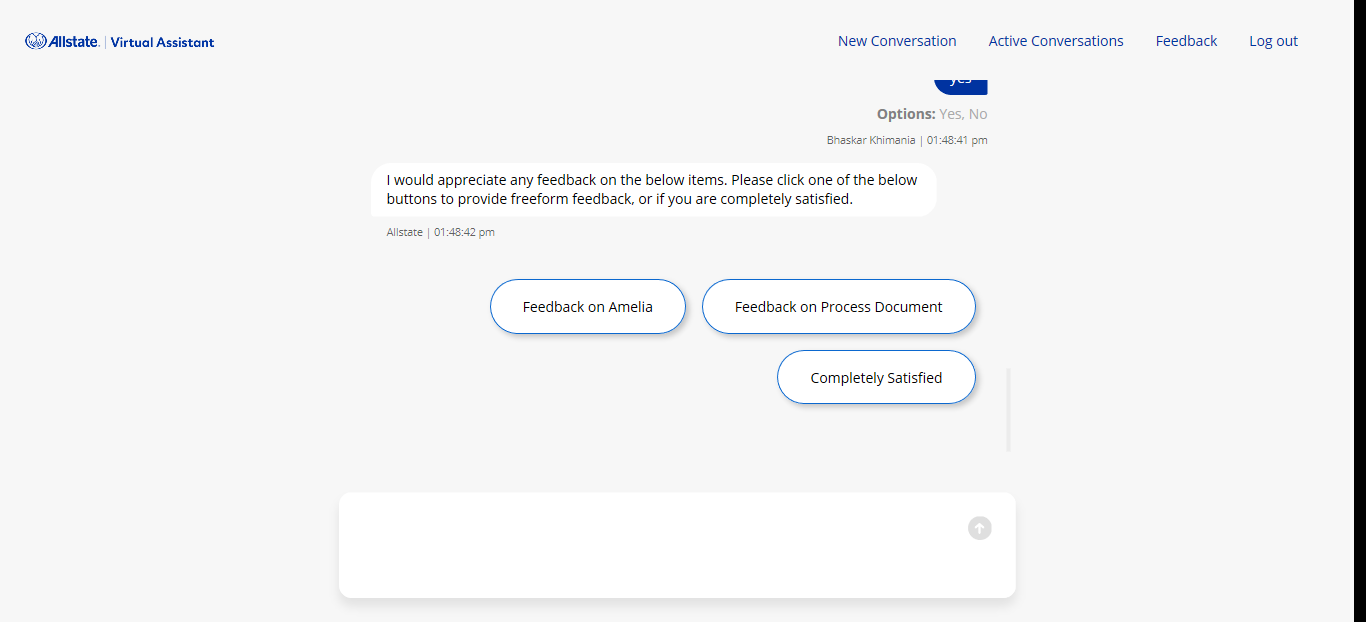 Allstate. | Virtual Assistant
New Conversation Active Conversations Feedback Log out
yes
Options: Yes, No
Bhaskar Khimania | 01:48:41 pm
I would appreciate any feedback on the below items. Please click one of the below
buttons to provide freeform feedback, or if you are completely satisfied.
Allstate | 01:48:42 pm
Feedback on Amelia
Feedback on Process Document
Completely Satisfied